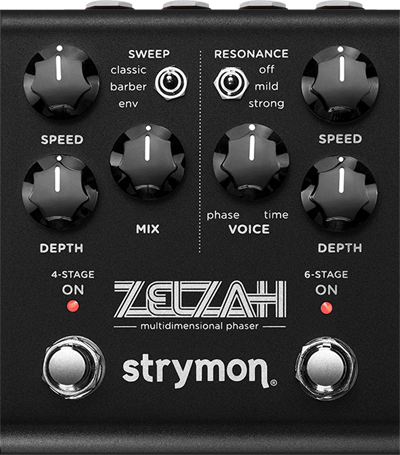 SWEEP
classic
barber
env
RESONANCE
off
mild
strong
SPEED
SPEED
MIX
phase time
VOICE
DEPTH
DEPTH
4-STAGE
ON
6-STAGE
ON
ZELZAH
multidimensional phaser
strymon®